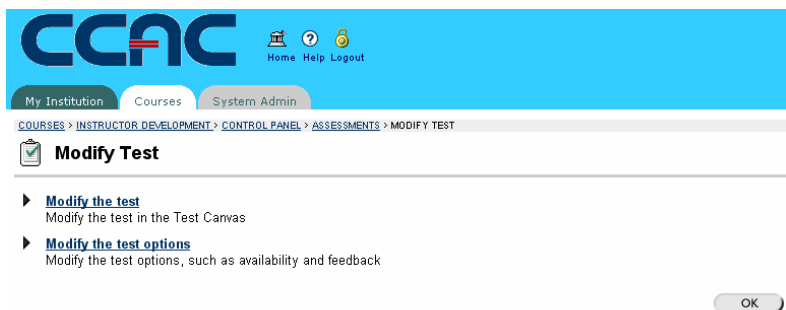 CCAC
Home Help Logout
My Institution Courses System Admin
COURSES > INSTRUCTOR DEVELOPMENT > CONTROL PANEL > ASSESSMENTS > MODIFY TEST
Modify Test
Modify the test
Modify the test in the Test Canvas
Modify the test options
Modify the test options, such as availability and feedback
OK